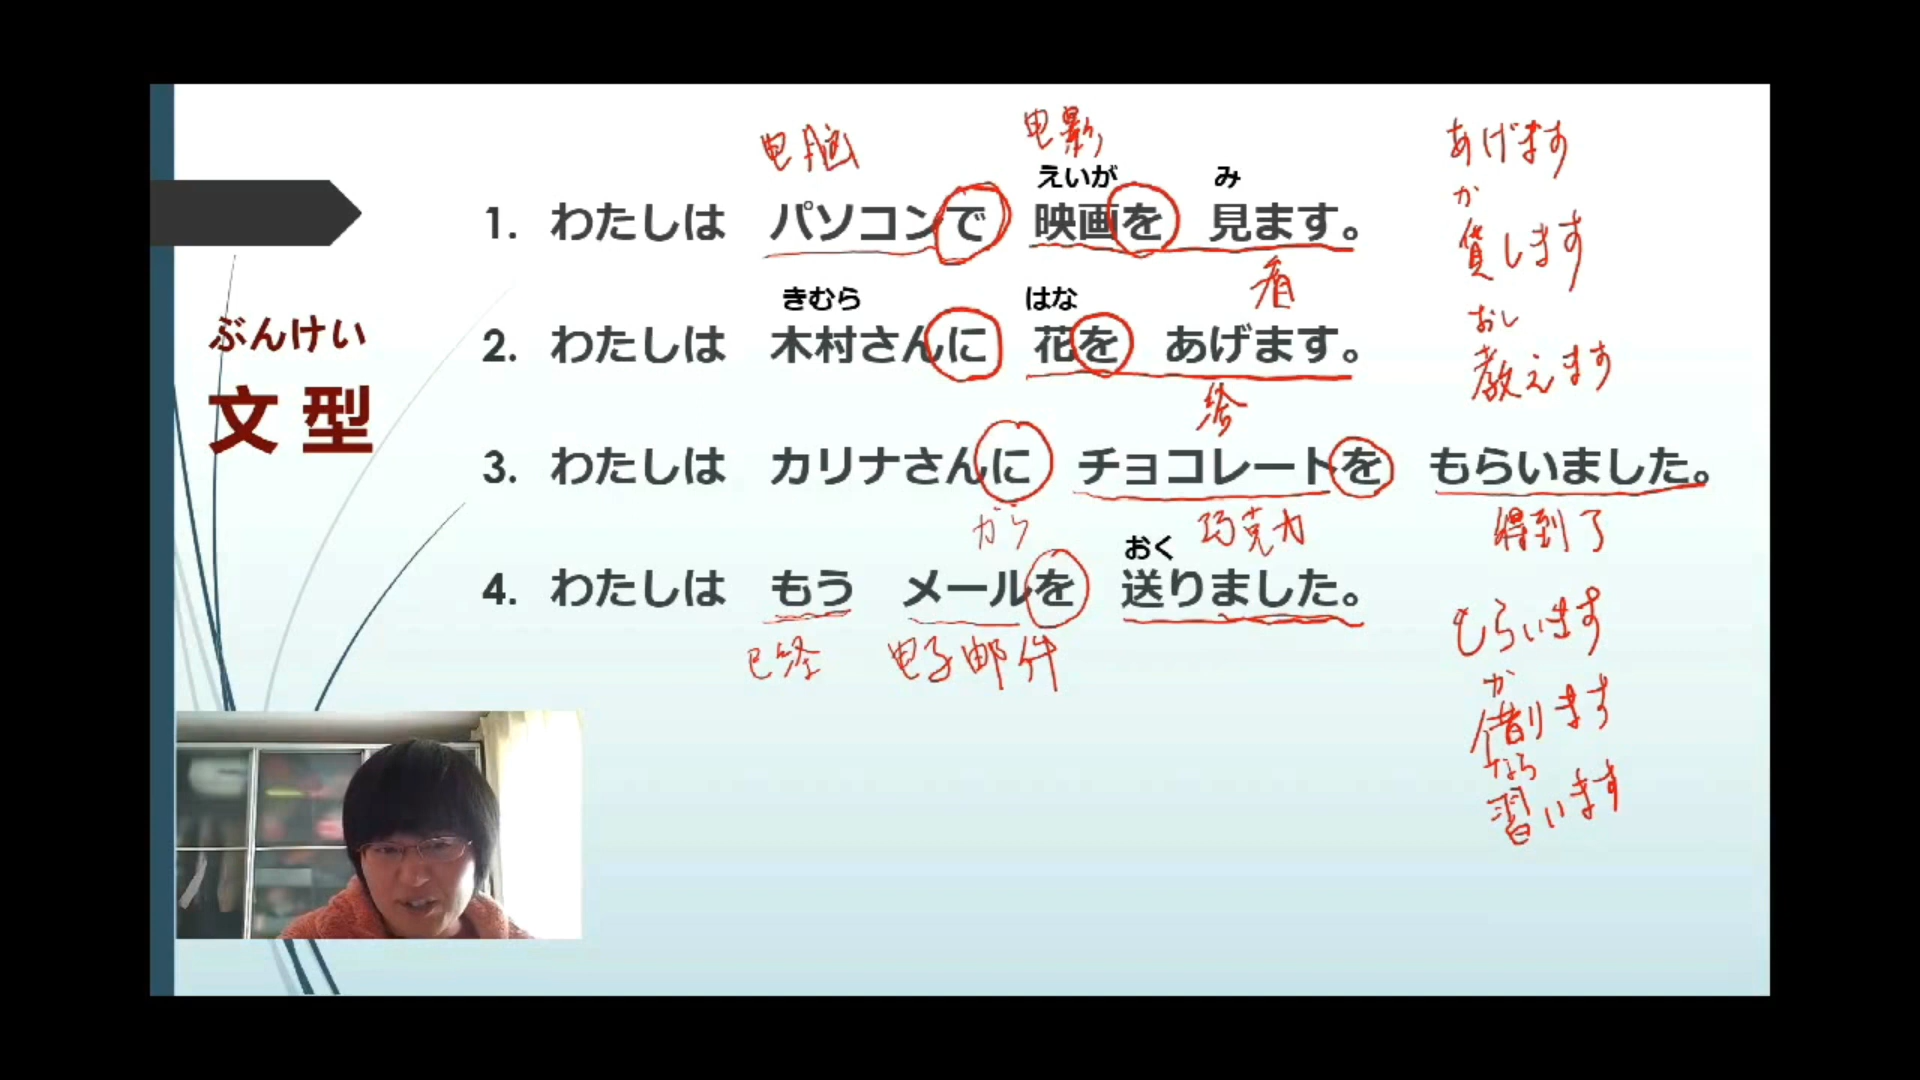 电脑 电影
えいが み
1. わたしは パソコンで 映画を 見ます。
看
ぶんけい
文型
きむら はな
2. わたしは 木村さんに 花を あげます。
给
3. わたしは カリナさんに チョコレートを もらいました。
から 巧克力 得到了
おく
4. わたしは もう メールを 送りました。
已经 电子邮件
あげます
か
貸します
おし
教えます
もらいます
か
借ります
なら
習います